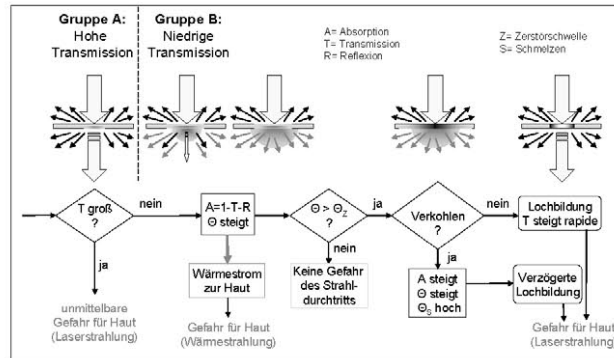 Gruppe A:
Hohe
Transmission
Gruppe B:
Niedrige
Transmission
A= Absorption
T= Transmission
R= Reflexion
Z= Zerstörschwelle
S= Schmelzen
T groß
?
nein
ja
unmittelbare
Gefahr für Haut
(Laserstrahlung)
A=1-T-R
Θ steigt
Wärmestrom
zur Haut
Gefahr für Haut
(Wärmestrahlung)
Θ > Θz
?
ja
nein
Keine Gefahr
des Strahl-
durchtritts
Verkohlen
?
nein
ja
A steigt
Θ steigt
Θs hoch
Lochbildung
T steigt rapide
Verzögerte
Lochbildung
Gefahr für Haut
(Laserstrahlung)